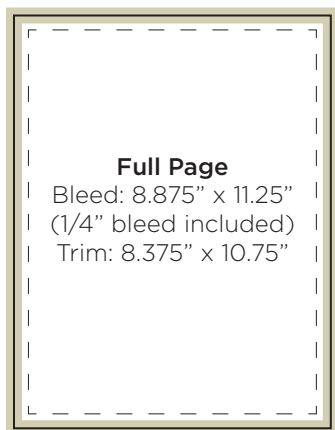 Full Page
Bleed: 8.875” x 11.25”
(1/4” bleed included)
Trim: 8.375” x 10.75”